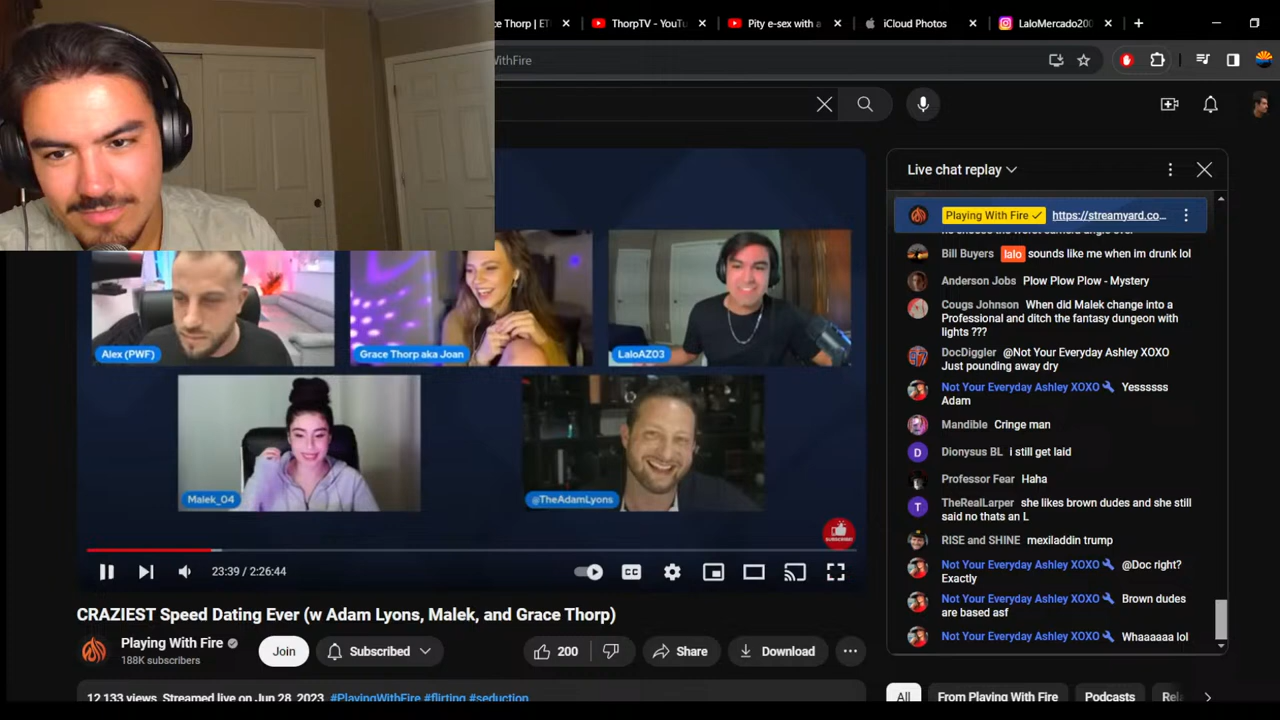 ce Thorp | ET
ThorpTV - YouTu
Pity e-sex with a
iCloud Photos
LaloMercado200
WithFire
Live chat replay
Playing With Fire https://streamyard.co...
Bill Buyers lalo sounds like me when im drunk lol
Anderson Jobs Plow Plow Plow - Mystery
Cougs Johnson When did Malek change into a
Professional and ditch the fantasy dungeon with
lights ???
DocDiggler @Not Your Everyday Ashley XOXO
Just pounding away dry
Not Your Everyday Ashley XOXO Yessssss
Adam
Mandible Cringe man
D Dionysus BL i still get laid
Professor Fear Haha
T TheRealLarper she likes brown dudes and she still
said no thats an L
RISE and SHINE mexiladdin trump
Not Your Everyday Ashley XOXO @Doc right?
Exactly
Not Your Everyday Ashley XOXO Brown dudes
are based asf
Not Your Everyday Ashley XOXO Whaaaaaa lol
Alex (PWF)
Grace Thorp aka Joan
LaloAZ03
Malek_04
@TheAdamLyons
SUBSCRIBE
23:39 / 2:26:44
CC
CRAZIEST Speed Dating Ever (w Adam Lyons, Malek, and Grace Thorp)
Playing With Fire
188K subscribers
Join
Subscribed
200
Share
Download
12,133 views Streamed live on Jun 28, 2023 #PlayingWithFire #flirting #seduction
All
From Playing With Fire
Podcasts
Rel